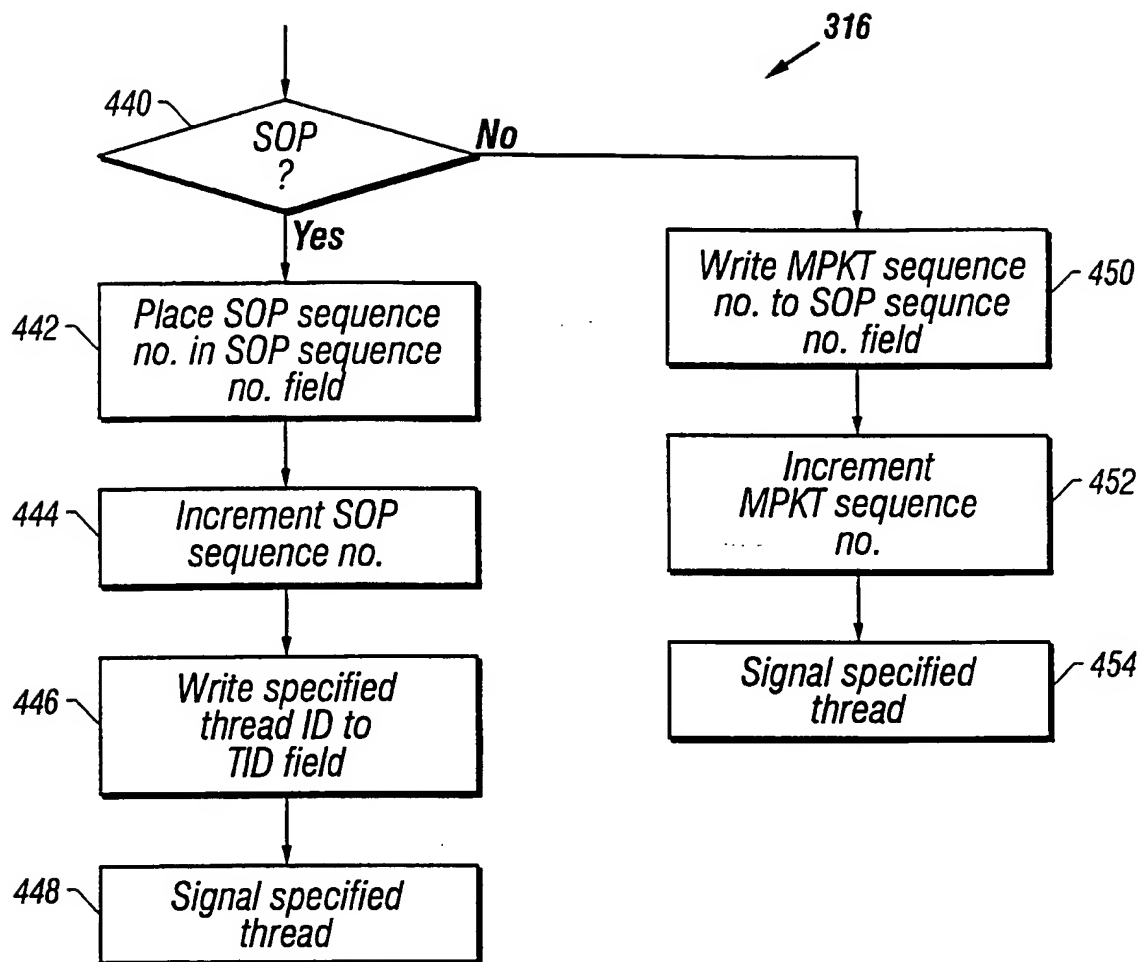 316
440
SOP
?
No
Yes
442
Place SOP sequence
no. in SOP sequence
no. field
444
Increment SOP
sequence no.
446
Write specified
thread ID to
TID field
448
Signal specified
thread
Write MPKT sequence
no. to SOP sequnce
no. field
450
Increment
MPKT sequence
no.
452
Signal specified
thread
454